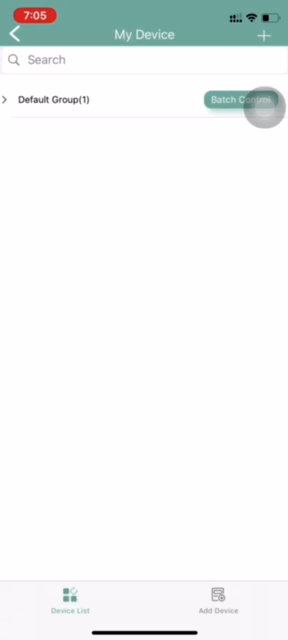 7:05
My Device
Search
Default Group(1)
Batch Control
Device List
Add Device